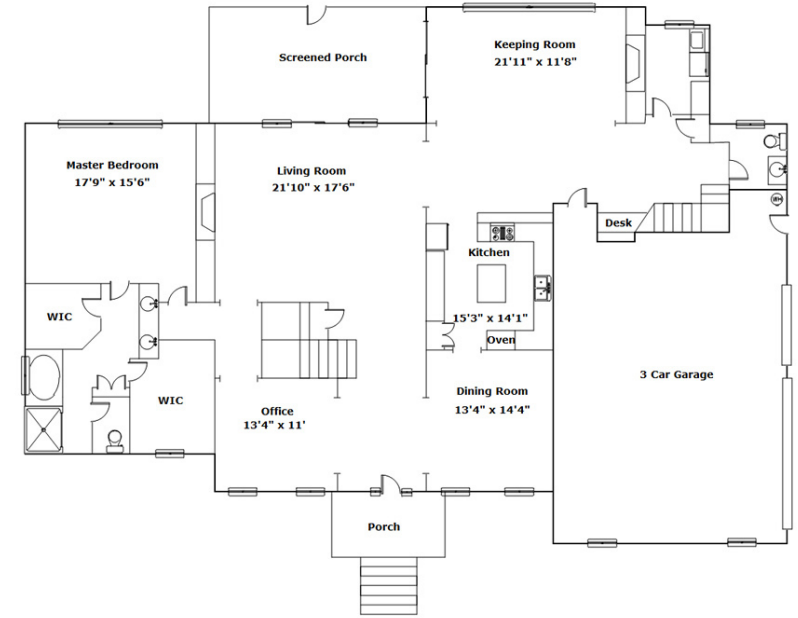 Screened Porch
Keeping Room
21'11" x 11'8"
Master Bedroom
17'9" x 15'6"
Living Room
21'10" x 17'6"
WH
Desk
Kitchen
15'3" x 14'1"
WIC
Oven
3 Car Garage
WIC
Dining Room
13'4" x 14'4"
Office
13'4" x 11'
Porch